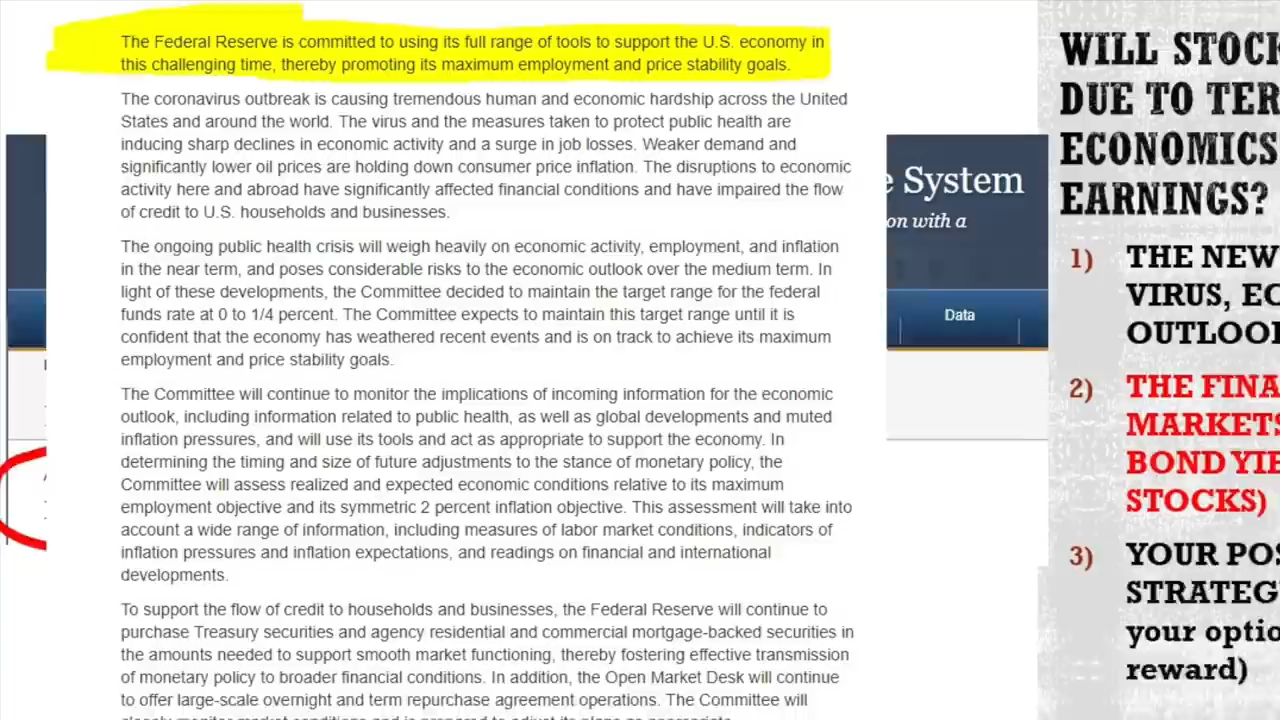 The Federal Reserve is committed to using its full range of tools to support the U.S. economy in
this challenging time, thereby promoting its maximum employment and price stability goals.
The coronavirus outbreak is causing tremendous human and economic hardship across the United
States and around the world. The virus and the measures taken to protect public health are
inducing sharp declines in economic activity and a surge in job losses. Weaker demand and
significantly lower oil prices are holding down consumer price inflation. The disruptions to economic
activity here and abroad have significantly affected financial conditions and have impaired the flow
of credit to U.S. households and businesses.
The ongoing public health crisis will weigh heavily on economic activity, employment, and inflation
in the near term, and poses considerable risks to the economic outlook over the medium term. In
light of these developments, the Committee decided to maintain the target range for the federal
funds rate at 0 to 1/4 percent. The Committee expects to maintain this target range until it is
confident that the economy has weathered recent events and is on track to achieve its maximum
employment and price stability goals.
The Committee will continue to monitor the implications of incoming information for the economic
outlook, including information related to public health, as well as global developments and muted
inflation pressures, and will use its tools and act as appropriate to support the economy. In
determining the timing and size of future adjustments to the stance of monetary policy, the
Committee will assess realized and expected economic conditions relative to its maximum
employment objective and its symmetric 2 percent inflation objective. This assessment will take into
account a wide range of information, including measures of labor market conditions, indicators of
inflation pressures and inflation expectations, and readings on financial and international
developments.
To support the flow of credit to households and businesses, the Federal Reserve will continue to
purchase Treasury securities and agency residential and commercial mortgage-backed securities in
the amounts needed to support smooth market functioning, thereby fostering effective transmission
of monetary policy to broader financial conditions. In addition, the Open Market Desk will continue
to offer large-scale overnight and term repurchase agreement operations. The Committee will
e System
on with a
Data
WILL STOCK
DUE TO TER
ECONOMICS
EARNINGS?
1) THE NEW
VIRUS, EC
OUTLOOK
2) THE FINA
MARKETS
BOND YIE
STOCKS)
3) YOUR POS
STRATEG
your optio
reward)